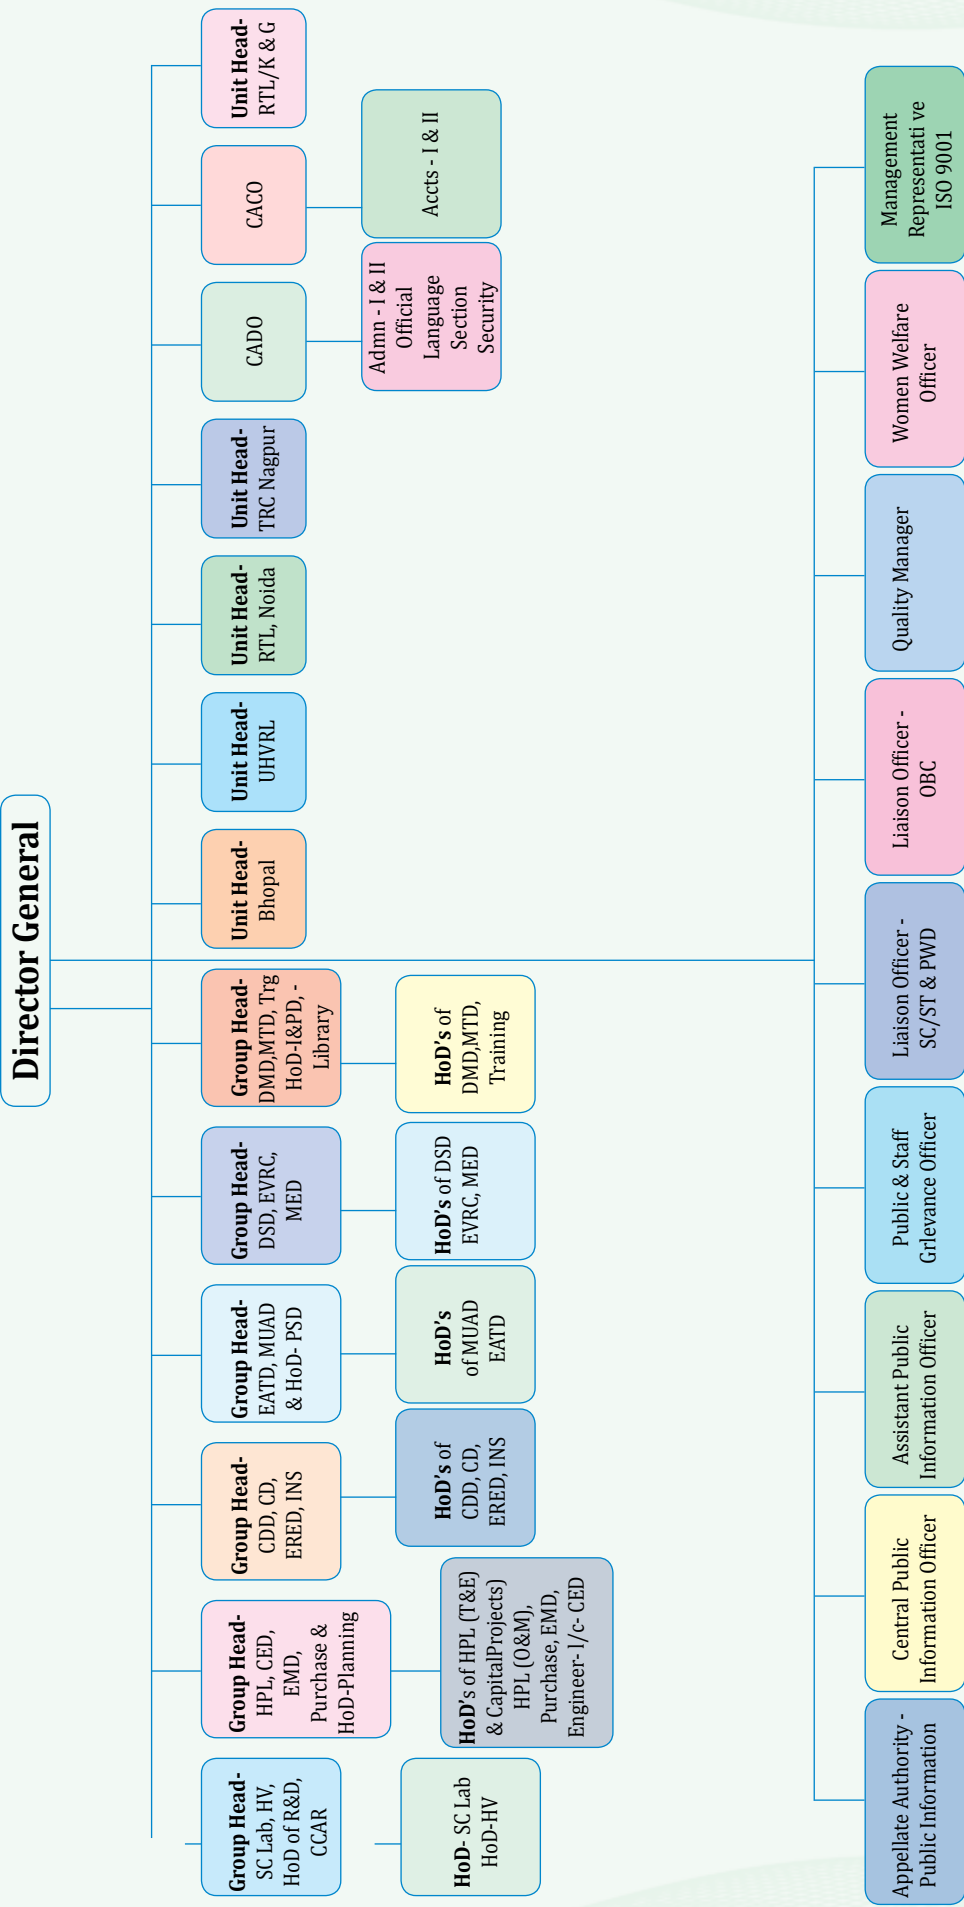 Director General
Group Head-
SC Lab, HV,
HoD of R&D,
CCAR
Group Head-
HPL, CED,
EMD,
Purchase &
HoD-Planning
Group Head-
CDD, CD,
ERED, INS
Group Head-
EATD, MUAD
& HoD- PSD
Group Head-
DSD, EVRC,
MED
Group Head-
DMD,MTD, Trg
HoD-I&PD, -
Library
Unit Head-
Bhopal
Unit Head-
UHVRL
Unit Head-
RTL, Noida
Unit Head-
TRC Nagpur
CADO
CACO
Unit Head-
RTL/K & G
HoD- SC Lab
HoD-HV
HoD's of HPL (T&E)
& CapitalProjects)
HPL (O&M),
Purchase, EMD,
Engineer- l/c- CED
HoD's of
CDD, CD,
ERED, INS
HoD's
of MUAD
EATD
HoD's of DSD
EVRC, MED
HoD's of
DMD,MTD,
Training
Admn - I & II
Official
Language
Section
Security
Accts - I & II
Appellate Authority -
Public Information
Central Public
Information Officer
Assistant Public
Information Officer
Public & Staff
Grlevance Officer
Liaison Officer -
SC/ST & PWD
Liaison Officer -
OBC
Quality Manager
Women Welfare
Officer
Management
Representati ve
ISO 9001